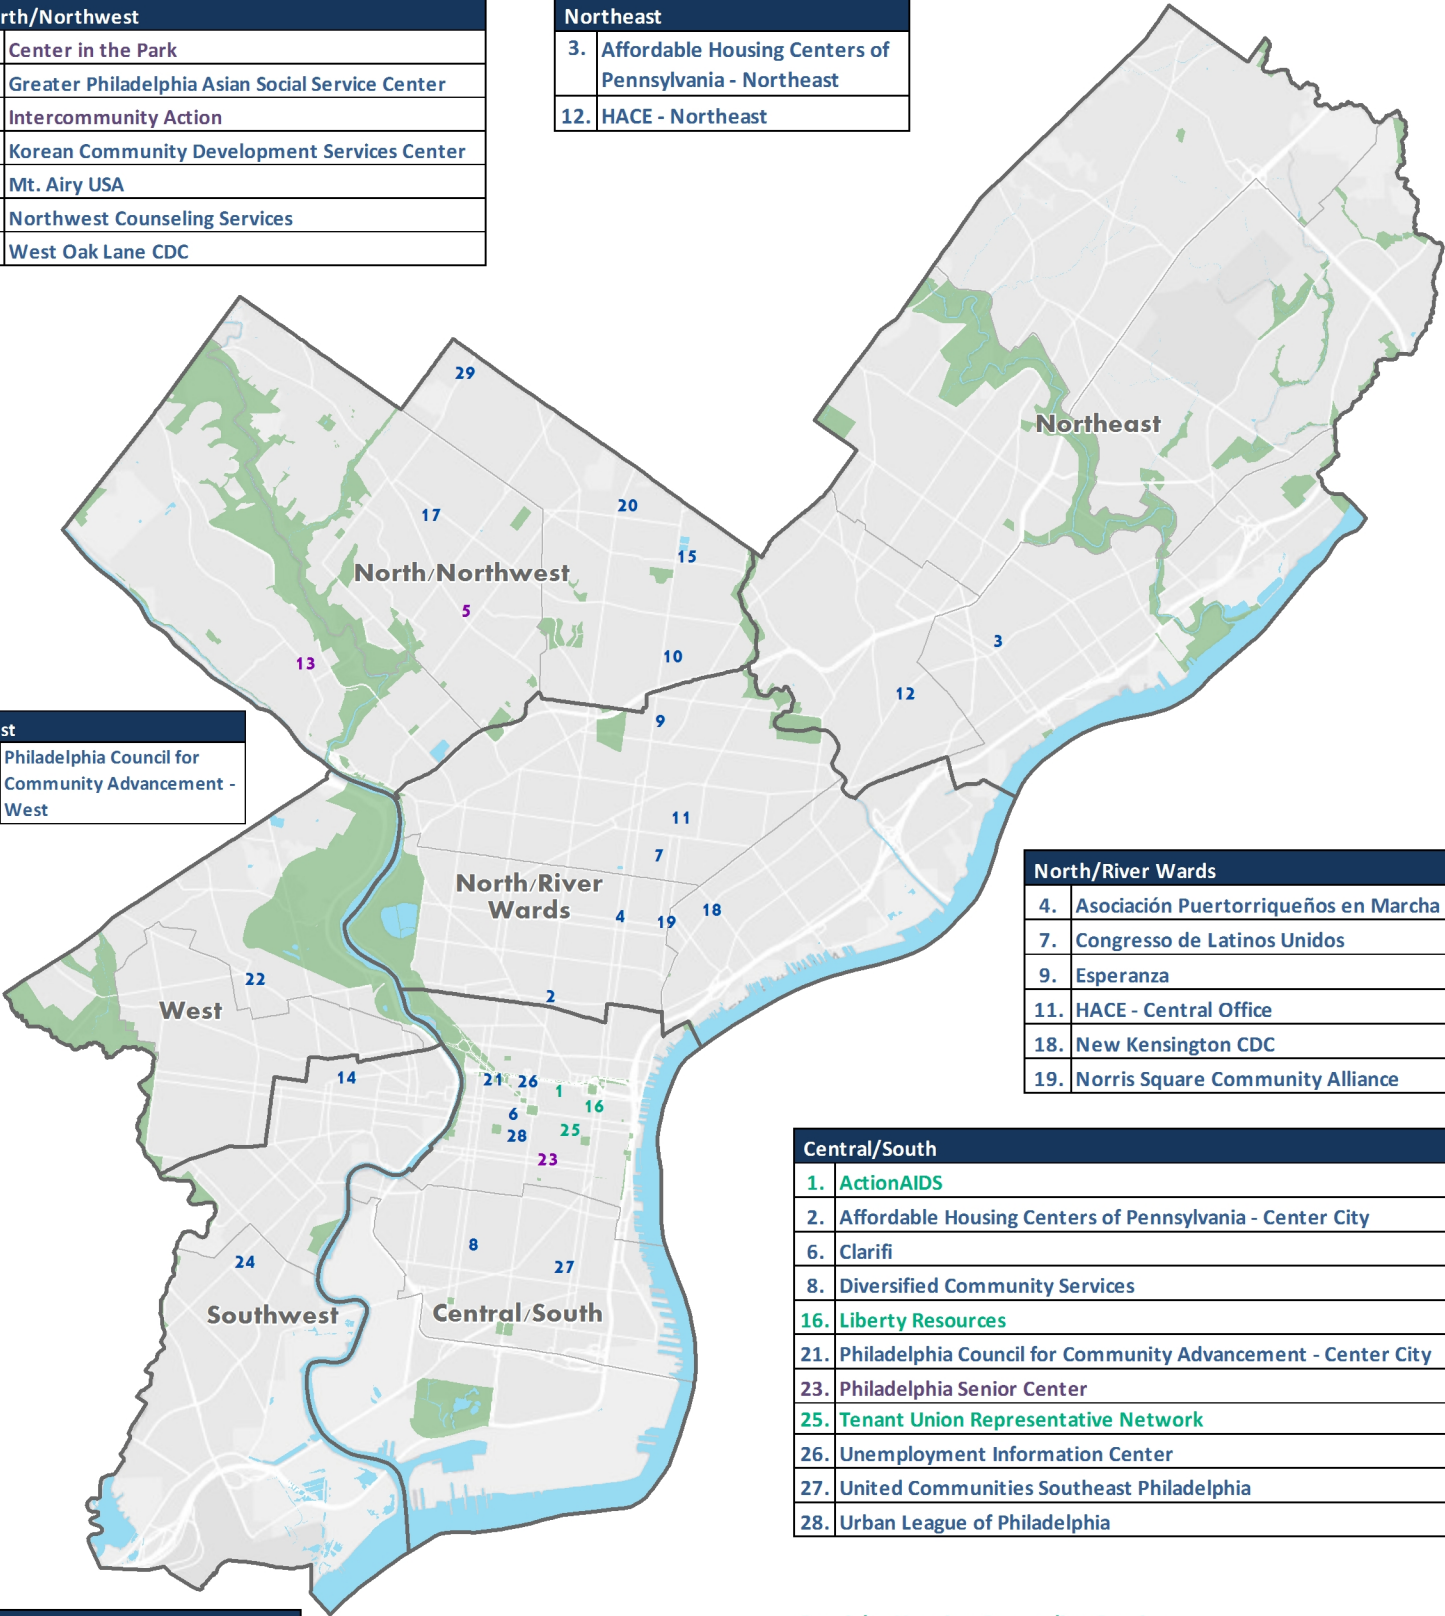 rth/Northwest
Center in the Park
Greater Philadelphia Asian Social Service Center
Intercommunity Action
Korean Community Development Services Center
Mt. Airy USA
Northwest Counseling Services
West Oak Lane CDC
Northeast
3. Affordable Housing Centers of
Pennsylvania - Northeast
12. HACE - Northeast
29
Northeast
20
17
15
North/Northwest
5
3
10
13
12
9
st
Philadelphia Council for
Community Advancement -
West
11
7
North/River
Wards
4
19
18
22
2
West
North/River Wards
4. Asociación Puertorriqueños en Marcha
7. Congresso de Latinos Unidos
9. Esperanza
11. HACE - Central Office
18. New Kensington CDC
19. Norris Square Community Alliance
14
21
26
1
16
6
25
28
23
8
24
27
Southwest
Central/South
Central/South
1. ActionAIDS
2. Affordable Housing Centers of Pennsylvania - Center City
6. Clarifi
8. Diversified Community Services
16. Liberty Resources
21. Philadelphia Council for Community Advancement - Center City
23. Philadelphia Senior Center
25. Tenant Union Representative Network
26. Unemployment Information Center
27. United Communities Southeast Philadelphia
28. Urban League of Philadelphia